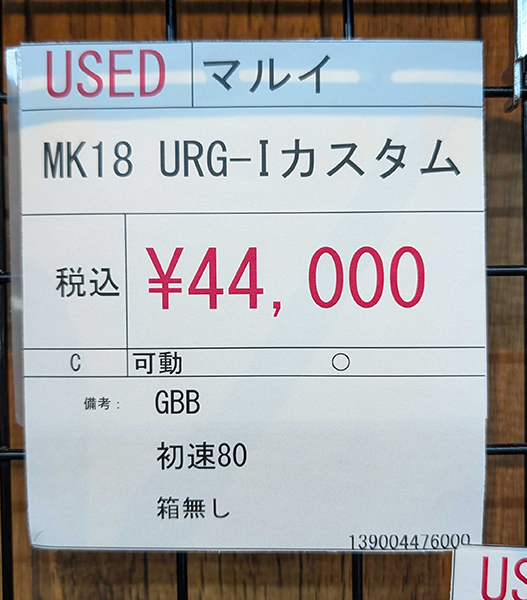 USED マルイ
MK18 URG-Iカスタム
税込 ¥44,000
C 可動 ○
備考： GBB
初速80
箱無し
139004476000
US